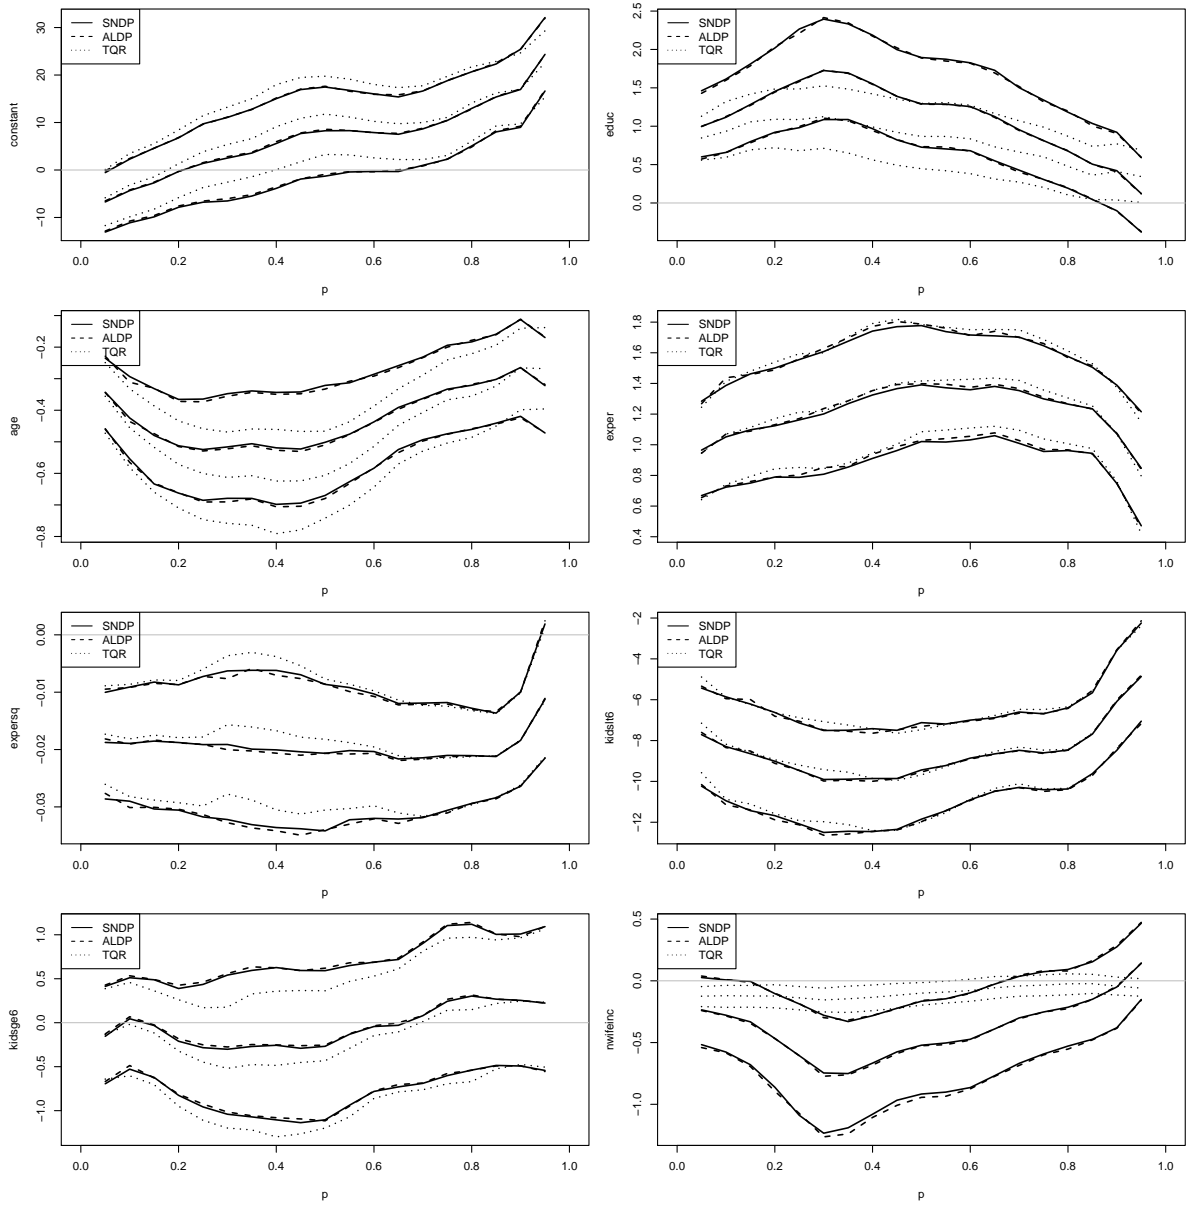 constant
30
20
10
0
−10
SNDP
ALDP
TQR
0.0 0.2 0.4 0.6 0.8 1.0
p
educ
2.5
2.0
1.5
1.0
0.5
0.0
SNDP
ALDP
TQR
0.0 0.2 0.4 0.6 0.8 1.0
p
age
−0.2
−0.4
−0.6
−0.8
SNDP
ALDP
TQR
0.0 0.2 0.4 0.6 0.8 1.0
p
exper
1.8
1.6
1.4
1.2
1.0
0.8
0.6
0.4
SNDP
ALDP
TQR
0.0 0.2 0.4 0.6 0.8 1.0
p
expersq
0.00
−0.01
−0.02
−0.03
SNDP
ALDP
TQR
0.0 0.2 0.4 0.6 0.8 1.0
p
kidslt6
−2
−4
−6
−8
−10
−12
SNDP
ALDP
TQR
0.0 0.2 0.4 0.6 0.8 1.0
p
kidsge6
1.0
0.5
0.0
−0.5
−1.0
SNDP
ALDP
TQR
0.0 0.2 0.4 0.6 0.8 1.0
p
nwifeinc
0.5
0.0
−0.5
−1.0
SNDP
ALDP
TQR
0.0 0.2 0.4 0.6 0.8 1.0
p